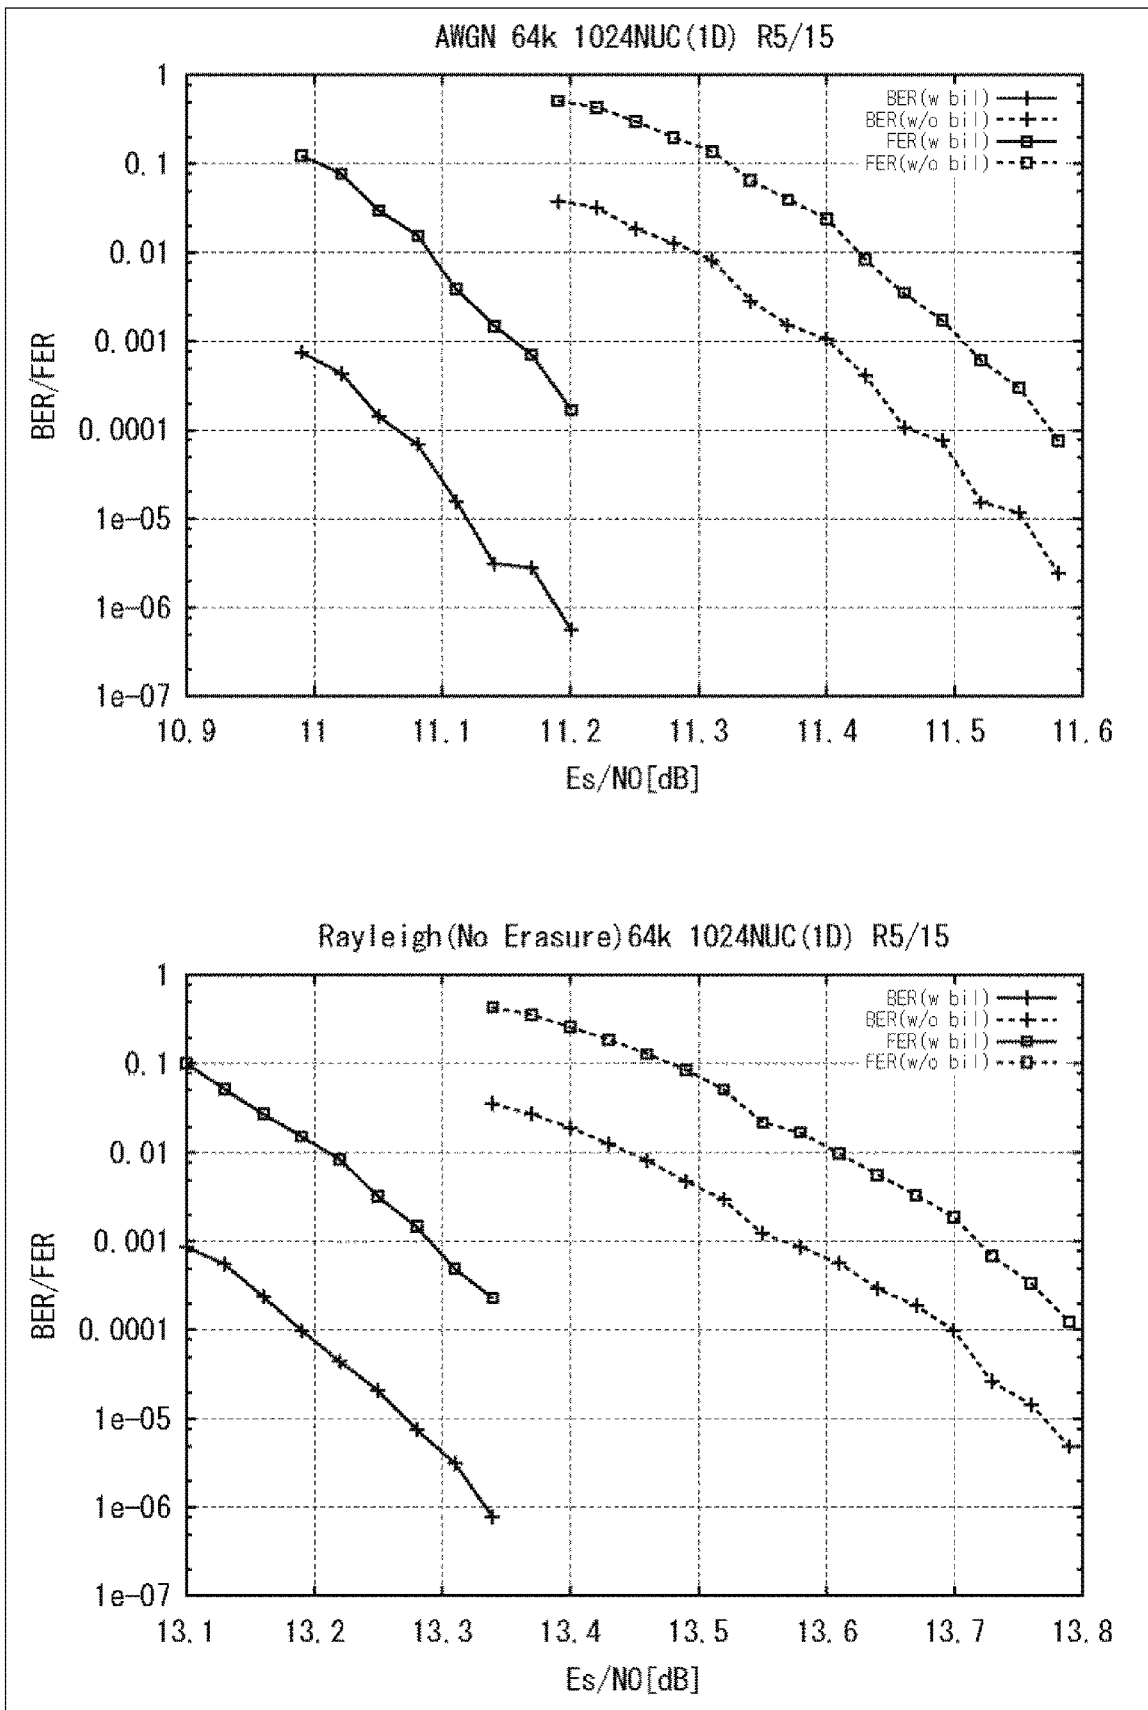 AWGN 64k 1024NUC(1D) R5/15
1
BER(w bil)
BER(w/o bil)
FER(w bil)
FER(w/o bil)
0.1
0.01
0.001
0.0001
1e-05
1e-06
1e-07
BER/FER
10.9 11 11.1 11.2 11.3 11.4 11.5 11.6
Es/N0[dB]
Rayleigh(No Erasure)64k 1024NUC(1D) R5/15
1
BER(w bil)
BER(w/o bil)
FER(w bil)
FER(w/o bil)
0.1
0.01
0.001
0.0001
1e-05
1e-06
1e-07
BER/FER
13.1 13.2 13.3 13.4 13.5 13.6 13.7 13.8
Es/N0[dB]